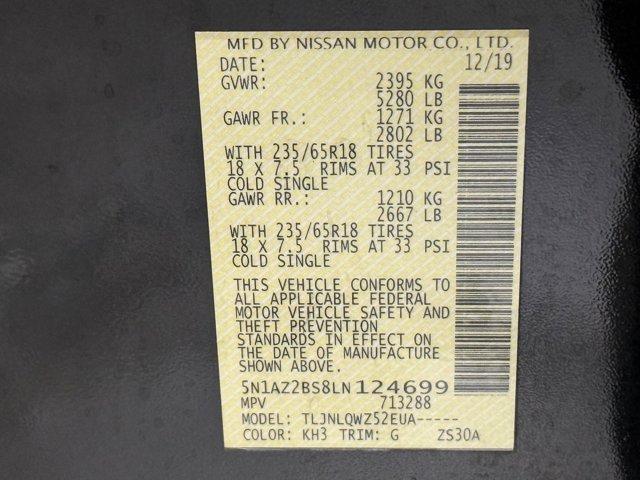 MFD BY NISSAN MOTOR CO., LTD.
DATE: 12/19
GVWR: 2395 KG
5280 LB
GAWR FR.: 1271 KG
2802 LB
WITH 235/65R18 TIRES
18 X 7.5 RIMS AT 33 PSI
COLD SINGLE
GAWR RR.: 1210 KG
2667 LB
WITH 235/65R18 TIRES
18 X 7.5 RIMS AT 33 PSI
COLD SINGLE
THIS VEHICLE CONFORMS TO
ALL APPLICABLE FEDERAL
MOTOR VEHICLE SAFETY AND
THEFT PREVENTION
STANDARDS IN EFFECT ON
THE DATE OF MANUFACTURE
SHOWN ABOVE.
5N1AZ2BS8LN124699
MPV 713288
MODEL: TLJNLQWZ52EUA-----
COLOR: KH3 TRIM: G ZS30A